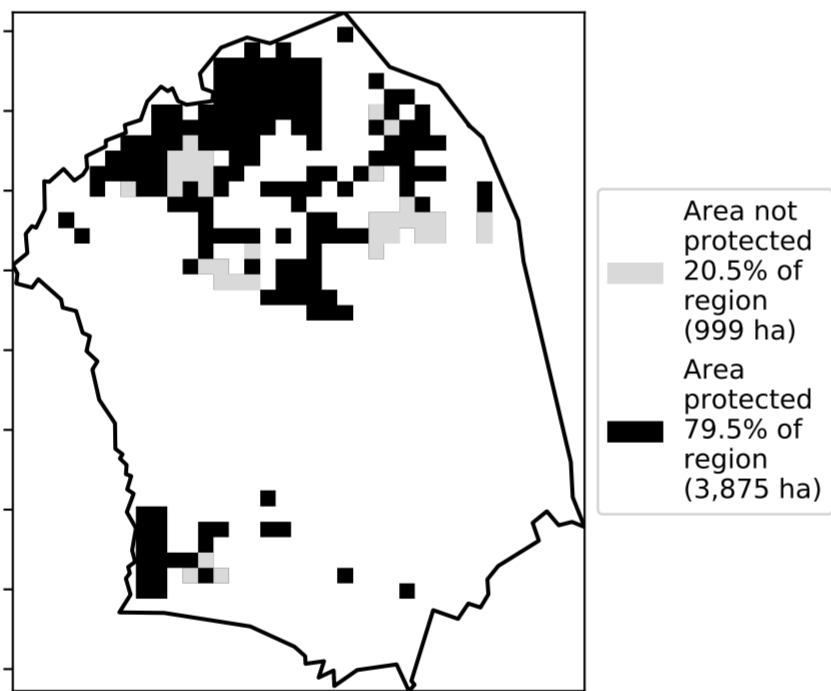 Area not
protected
20.5% of
region
(999 ha)
Area
protected
79.5% of
region
(3,875 ha)